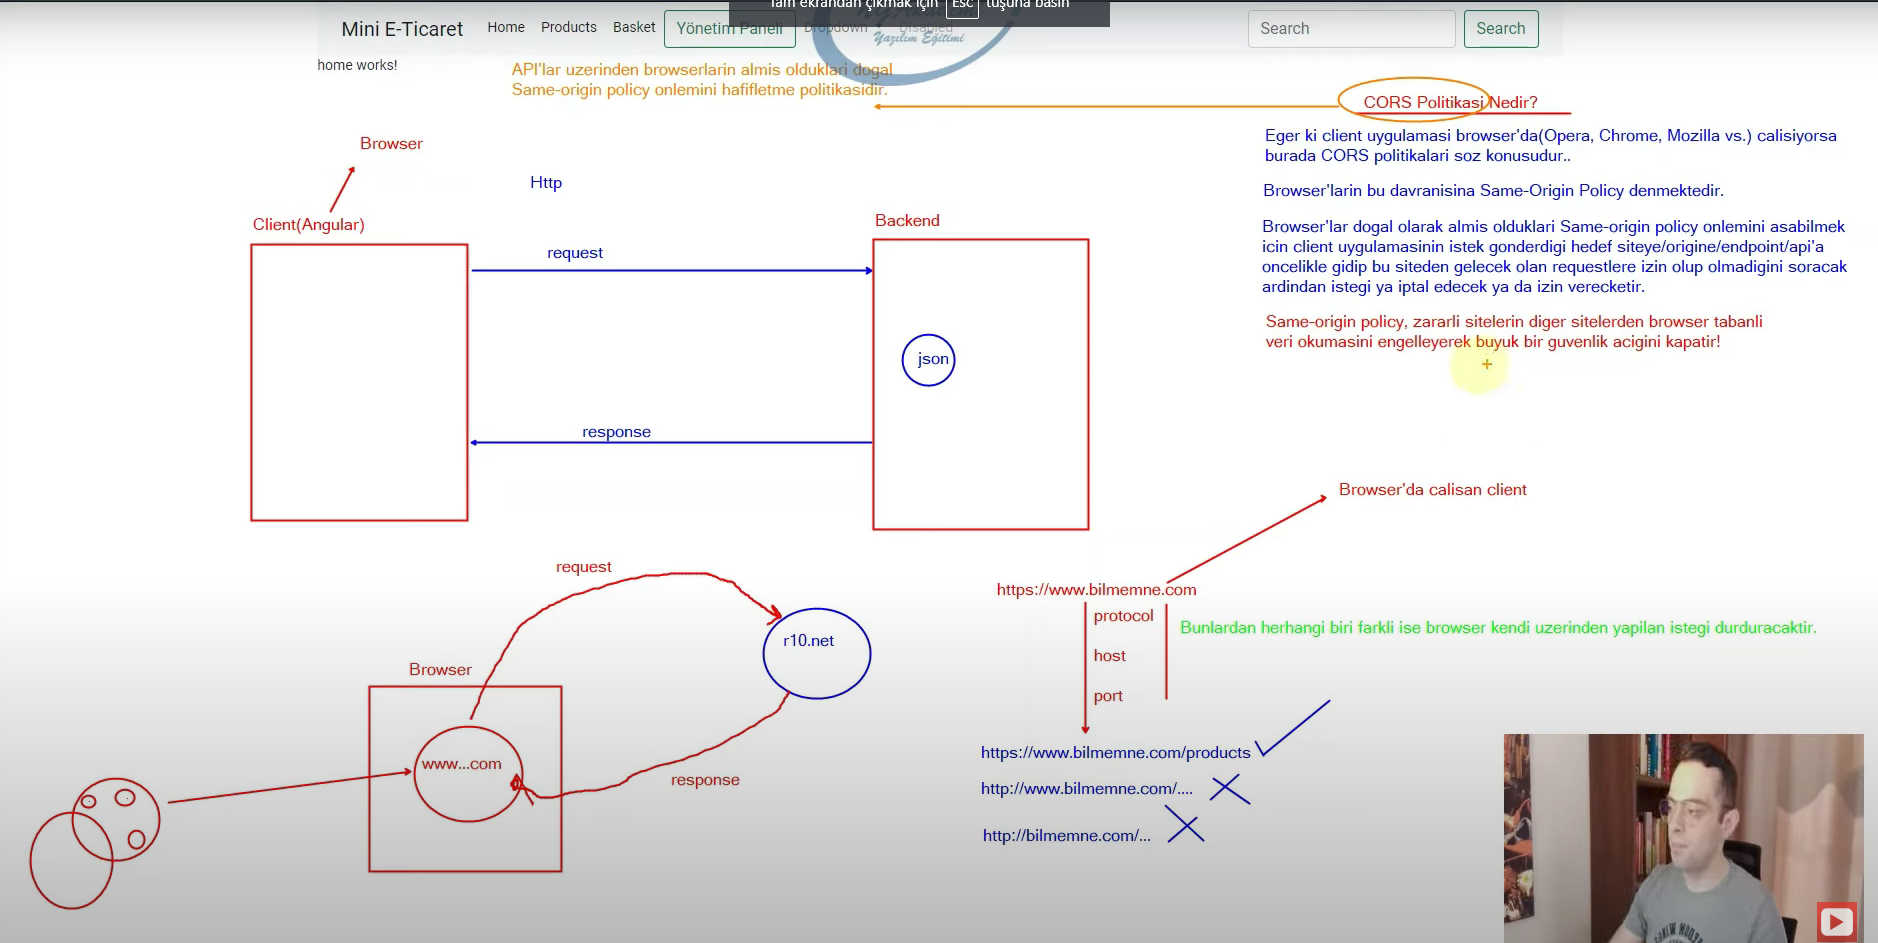 Tam ekrandan çıkmak için Esc tuşuna basın
Mini E-Ticaret Home Products Basket Yönetim Paneli Dropdown Disabled Search Search
Yazılım Eğitimi
home works!
API'lar uzerinden browserlarin almis olduklari dogal
Same-origin policy onlemini hafifletme politikasidir.
CORS Politikasi Nedir?
Eger ki client uygulamasi browser'da(Opera, Chrome, Mozilla vs.) calisiyorsa
burada CORS politikalari soz konusudur..
Browser'larin bu davranisina Same-Origin Policy denmektedir.
Browser'lar dogal olarak almis olduklari Same-origin policy onlemini asabilmek
icin client uygulamasinin istek gonderdigi hedef siteye/origine/endpoint/api'a
oncelikle gidip bu siteden gelecek olan requestlere izin olup olmadigini soracak
ardindan istegi ya iptal edecek ya da izin verecketir.
Same-origin policy, zararli sitelerin diger sitelerden browser tabanli
veri okumasini engelleyerek buyuk bir guvenlik acigini kapatir!
Browser
Http
Client(Angular)
Backend
request
json
response
Browser'da calisan client
request
https://www.bilmemne.com
protocol
host
port
Bunlardan herhangi biri farkli ise browser kendi uzerinden yapilan istegi durduracaktir.
r10.net
Browser
www...com
response
https://www.bilmemne.com/products
http://www.bilmemne.com/....
http://bilmemne.com/...